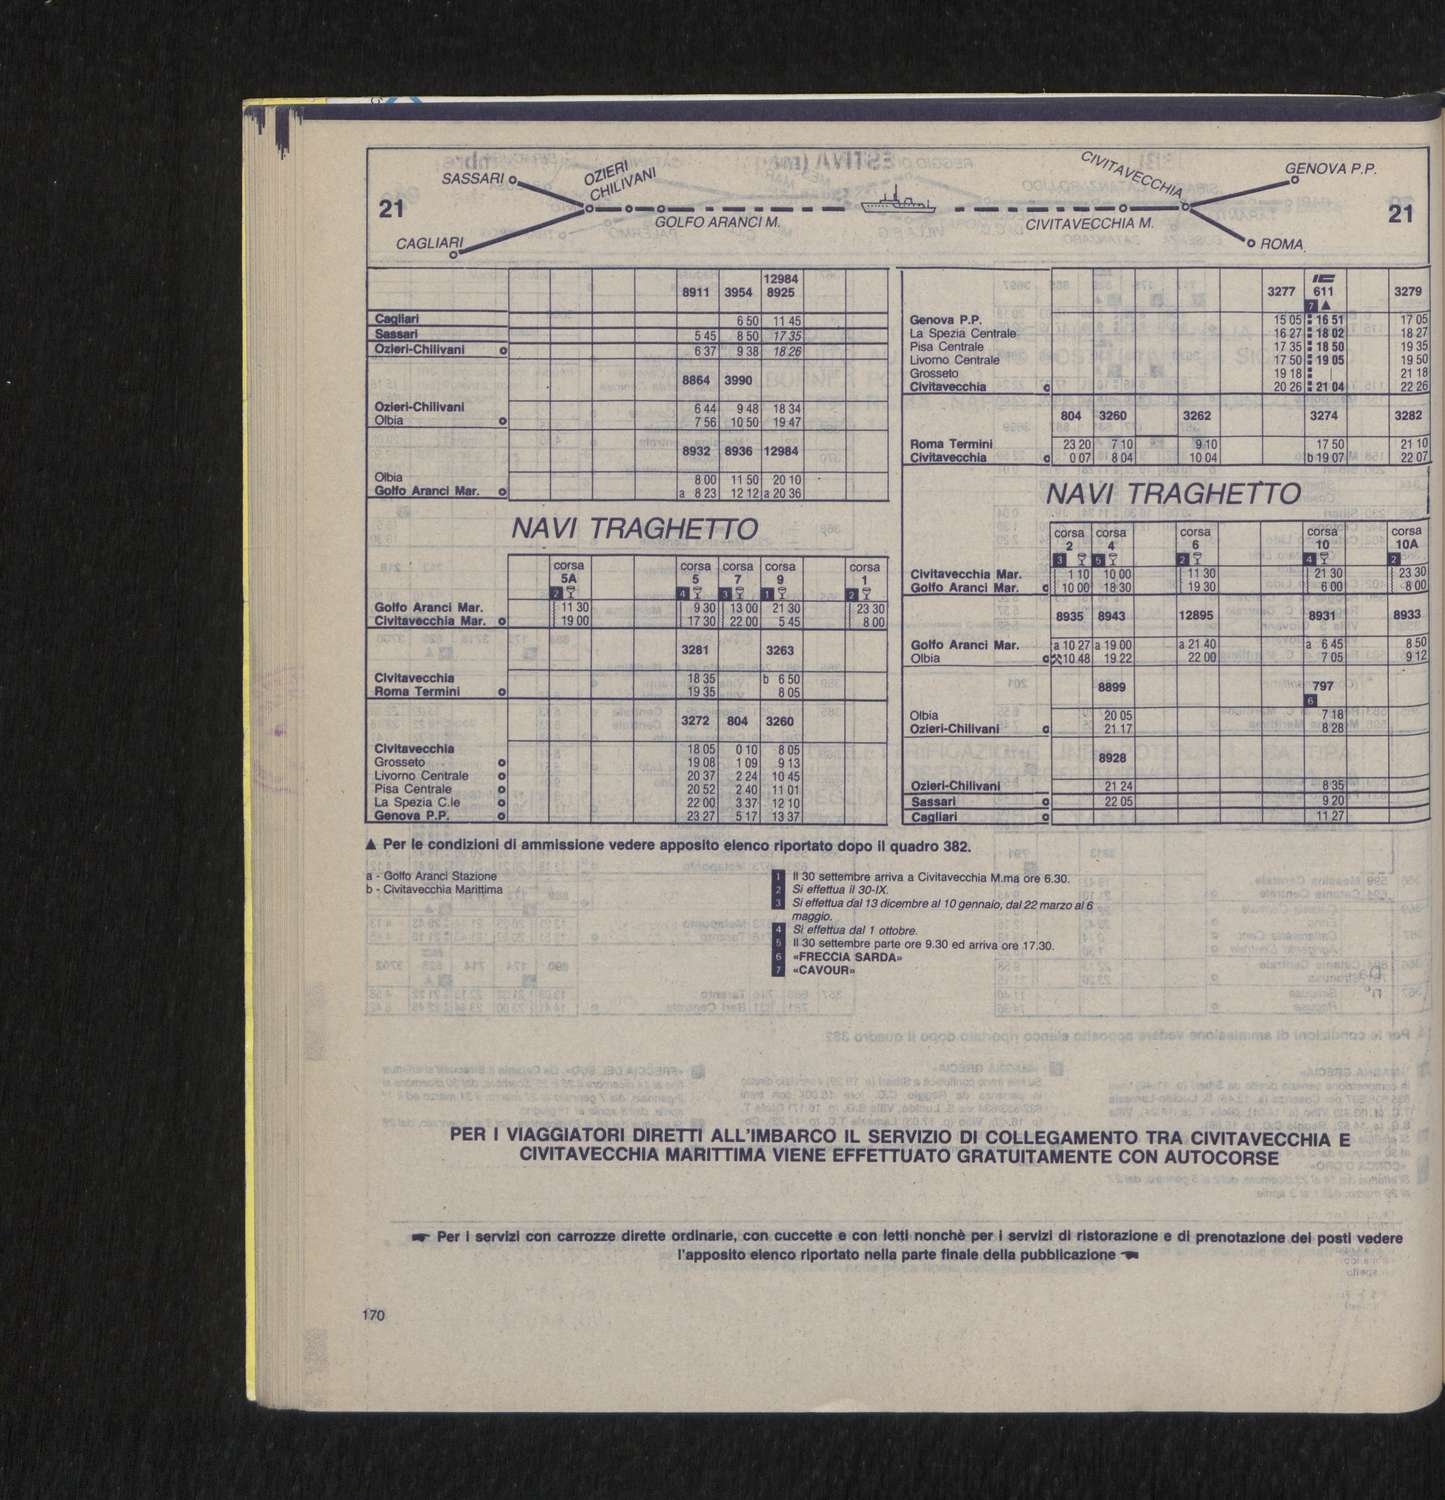 21
SASSARI
OZIERI
CHILIVANI
GOLFO ARANCI M.
CAGLIARI
CIVITAVECCHIA
CIVITAVECCHIA M.
GENOVA P.P.
ROMA
21
12984
8911 3954 8925
Cagliari 6 50 11 45
Sassari 5 45 8 50 17 35
Ozieri-Chilivani 6 37 9 38 18 26
8864 3990
Ozieri-Chilivani 6 44 9 48 18 34
Olbia 7 56 10 50 19 47
8932 8936 12984
Olbia 8 00 11 50 20 10
Golfo Aranci Mar. a 8 23 12 12 a 20 36
NAVI TRAGHETTO
corsa corsa corsa corsa corsa
5A 5 7 9 1
2 4 3 1 2
Golfo Aranci Mar. 11 30 9 30 13 00 21 30 23 30
Civitavecchia Mar. 19 00 17 30 22 00 5 45 8 00
3281 3263
Civitavecchia 18 35 b 6 50
Roma Termini 19 35 8 05
3272 804 3260
Civitavecchia 18 05 0 10 8 05
Grosseto 19 08 1 09 9 13
Livorno Centrale 20 37 2 24 10 45
Pisa Centrale 20 52 2 40 11 01
La Spezia C.le 22 00 3 37 12 10
Genova P.P. 23 27 5 17 13 37
IC
3277 611 3279
7 ▲
Genova P.P. 15 05 16 51 17 05
La Spezia Centrale 16 27 18 02 18 27
Pisa Centrale 17 35 18 50 19 35
Livorno Centrale 17 50 19 05 19 50
Grosseto 19 18 | 21 18
Civitavecchia 20 26 21 04 22 26
804 3260 3262 3274 3282
Roma Termini 23 20 7 10 9 10 17 50 21 10
Civitavecchia 0 07 8 04 10 04 b 19 07 22 07
NAVI TRAGHETTO
corsa corsa corsa corsa corsa
2 4 6 10 10A
3 5 2 4 2
Civitavecchia Mar. 1 10 10 00 11 30 21 30 23 30
Golfo Aranci Mar. 10 00 18 30 19 30 6 00 8 00
8935 8943 12895 8931 8933
Golfo Aranci Mar. a 10 27 a 19 00 a 21 40 a 6 45 8 50
Olbia 10 48 19 22 22 00 7 05 9 12
8899 797
6
Olbia 20 05 7 18
Ozieri-Chilivani 21 17 8 28
8928
Ozieri-Chilivani 21 24 8 35
Sassari 22 05 9 20
Cagliari 11 27
▲ Per le condizioni di ammissione vedere apposito elenco riportato dopo il quadro 382.
a - Golfo Aranci Stazione
b - Civitavecchia Marittima
1 Il 30 settembre arriva a Civitavecchia M.ma ore 6.30.
2 Si effettua il 30-IX.
3 Si effettua dal 13 dicembre al 10 gennaio, dal 22 marzo al 6
maggio.
4 Si effettua dal 1 ottobre.
5 Il 30 settembre parte ore 9.30 ed arriva ore 17.30.
6 «FRECCIA SARDA»
7 «CAVOUR»
PER I VIAGGIATORI DIRETTI ALL'IMBARCO IL SERVIZIO DI COLLEGAMENTO TRA CIVITAVECCHIA E
CIVITAVECCHIA MARITTIMA VIENE EFFETTUATO GRATUITAMENTE CON AUTOCORSE
Per i servizi con carrozze dirette ordinarie, con cuccette e con letti nonchè per i servizi di ristorazione e di prenotazione dei posti vedere
l'apposito elenco riportato nella parte finale della pubblicazione
170